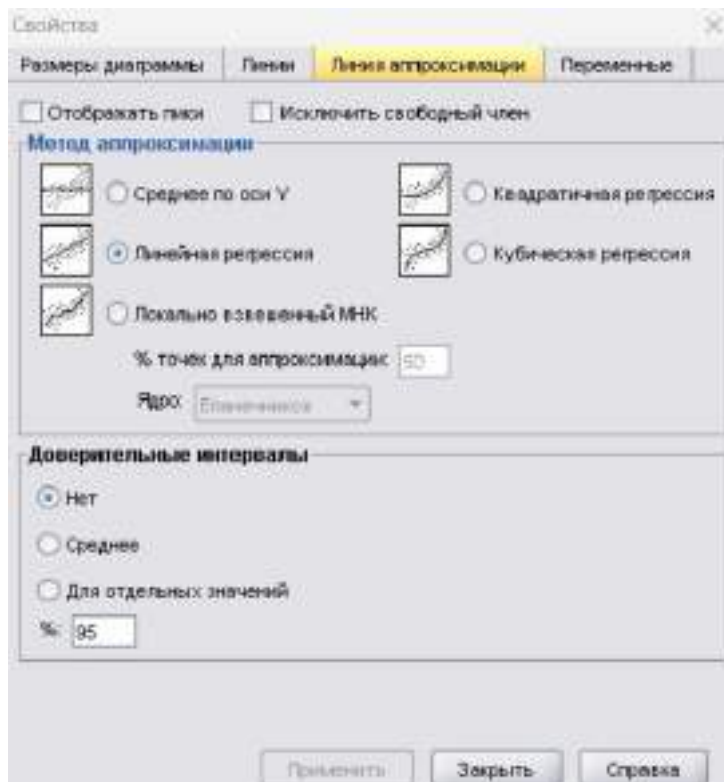 Свойства
Размеры диаграммы Линии Линия аппроксимации Переменные
Отображать пики Исключить свободный член
Метод аппроксимации
Среднее по оси Y Квадратичная регрессия
Линейная регрессия Кубическая регрессия
Локально взвешенный МНК
% точек для аппроксимации: 50
Ядро: Епанечников
Доверительные интервалы
Нет
Среднее
Для отдельных значений
%: 95
Применить Закрыть Справка